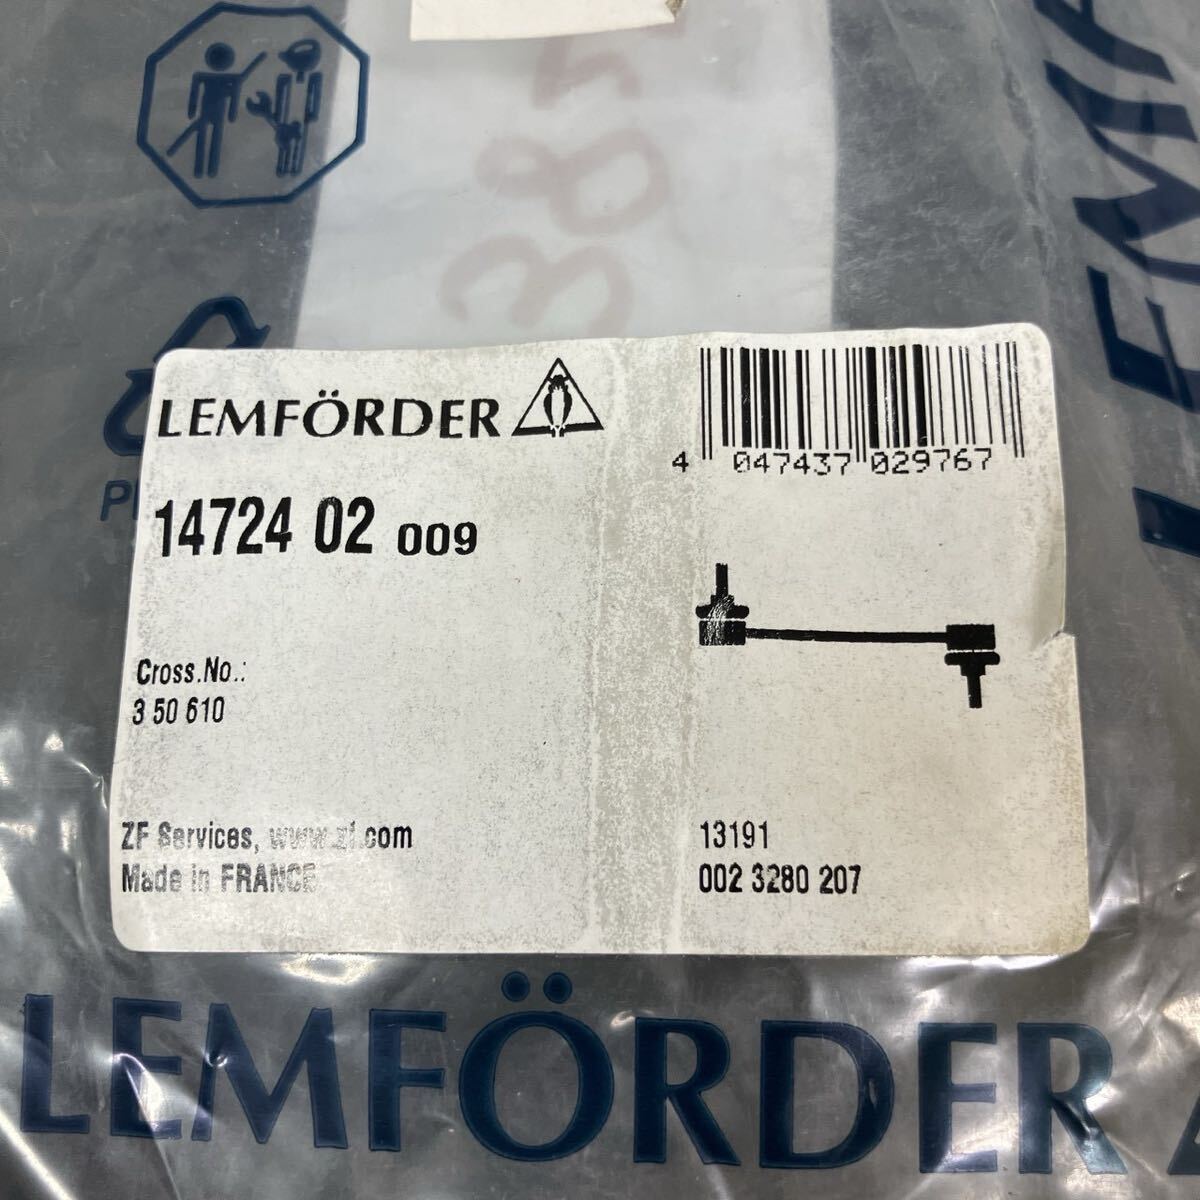 385
LEMFÖRDER
4 047437 029767
14724 02 009
Cross.No.:
3 50 610
ZF Services, www.zf.com
Made in FRANCE
13191
002 3280 207
LEMFÖRDER